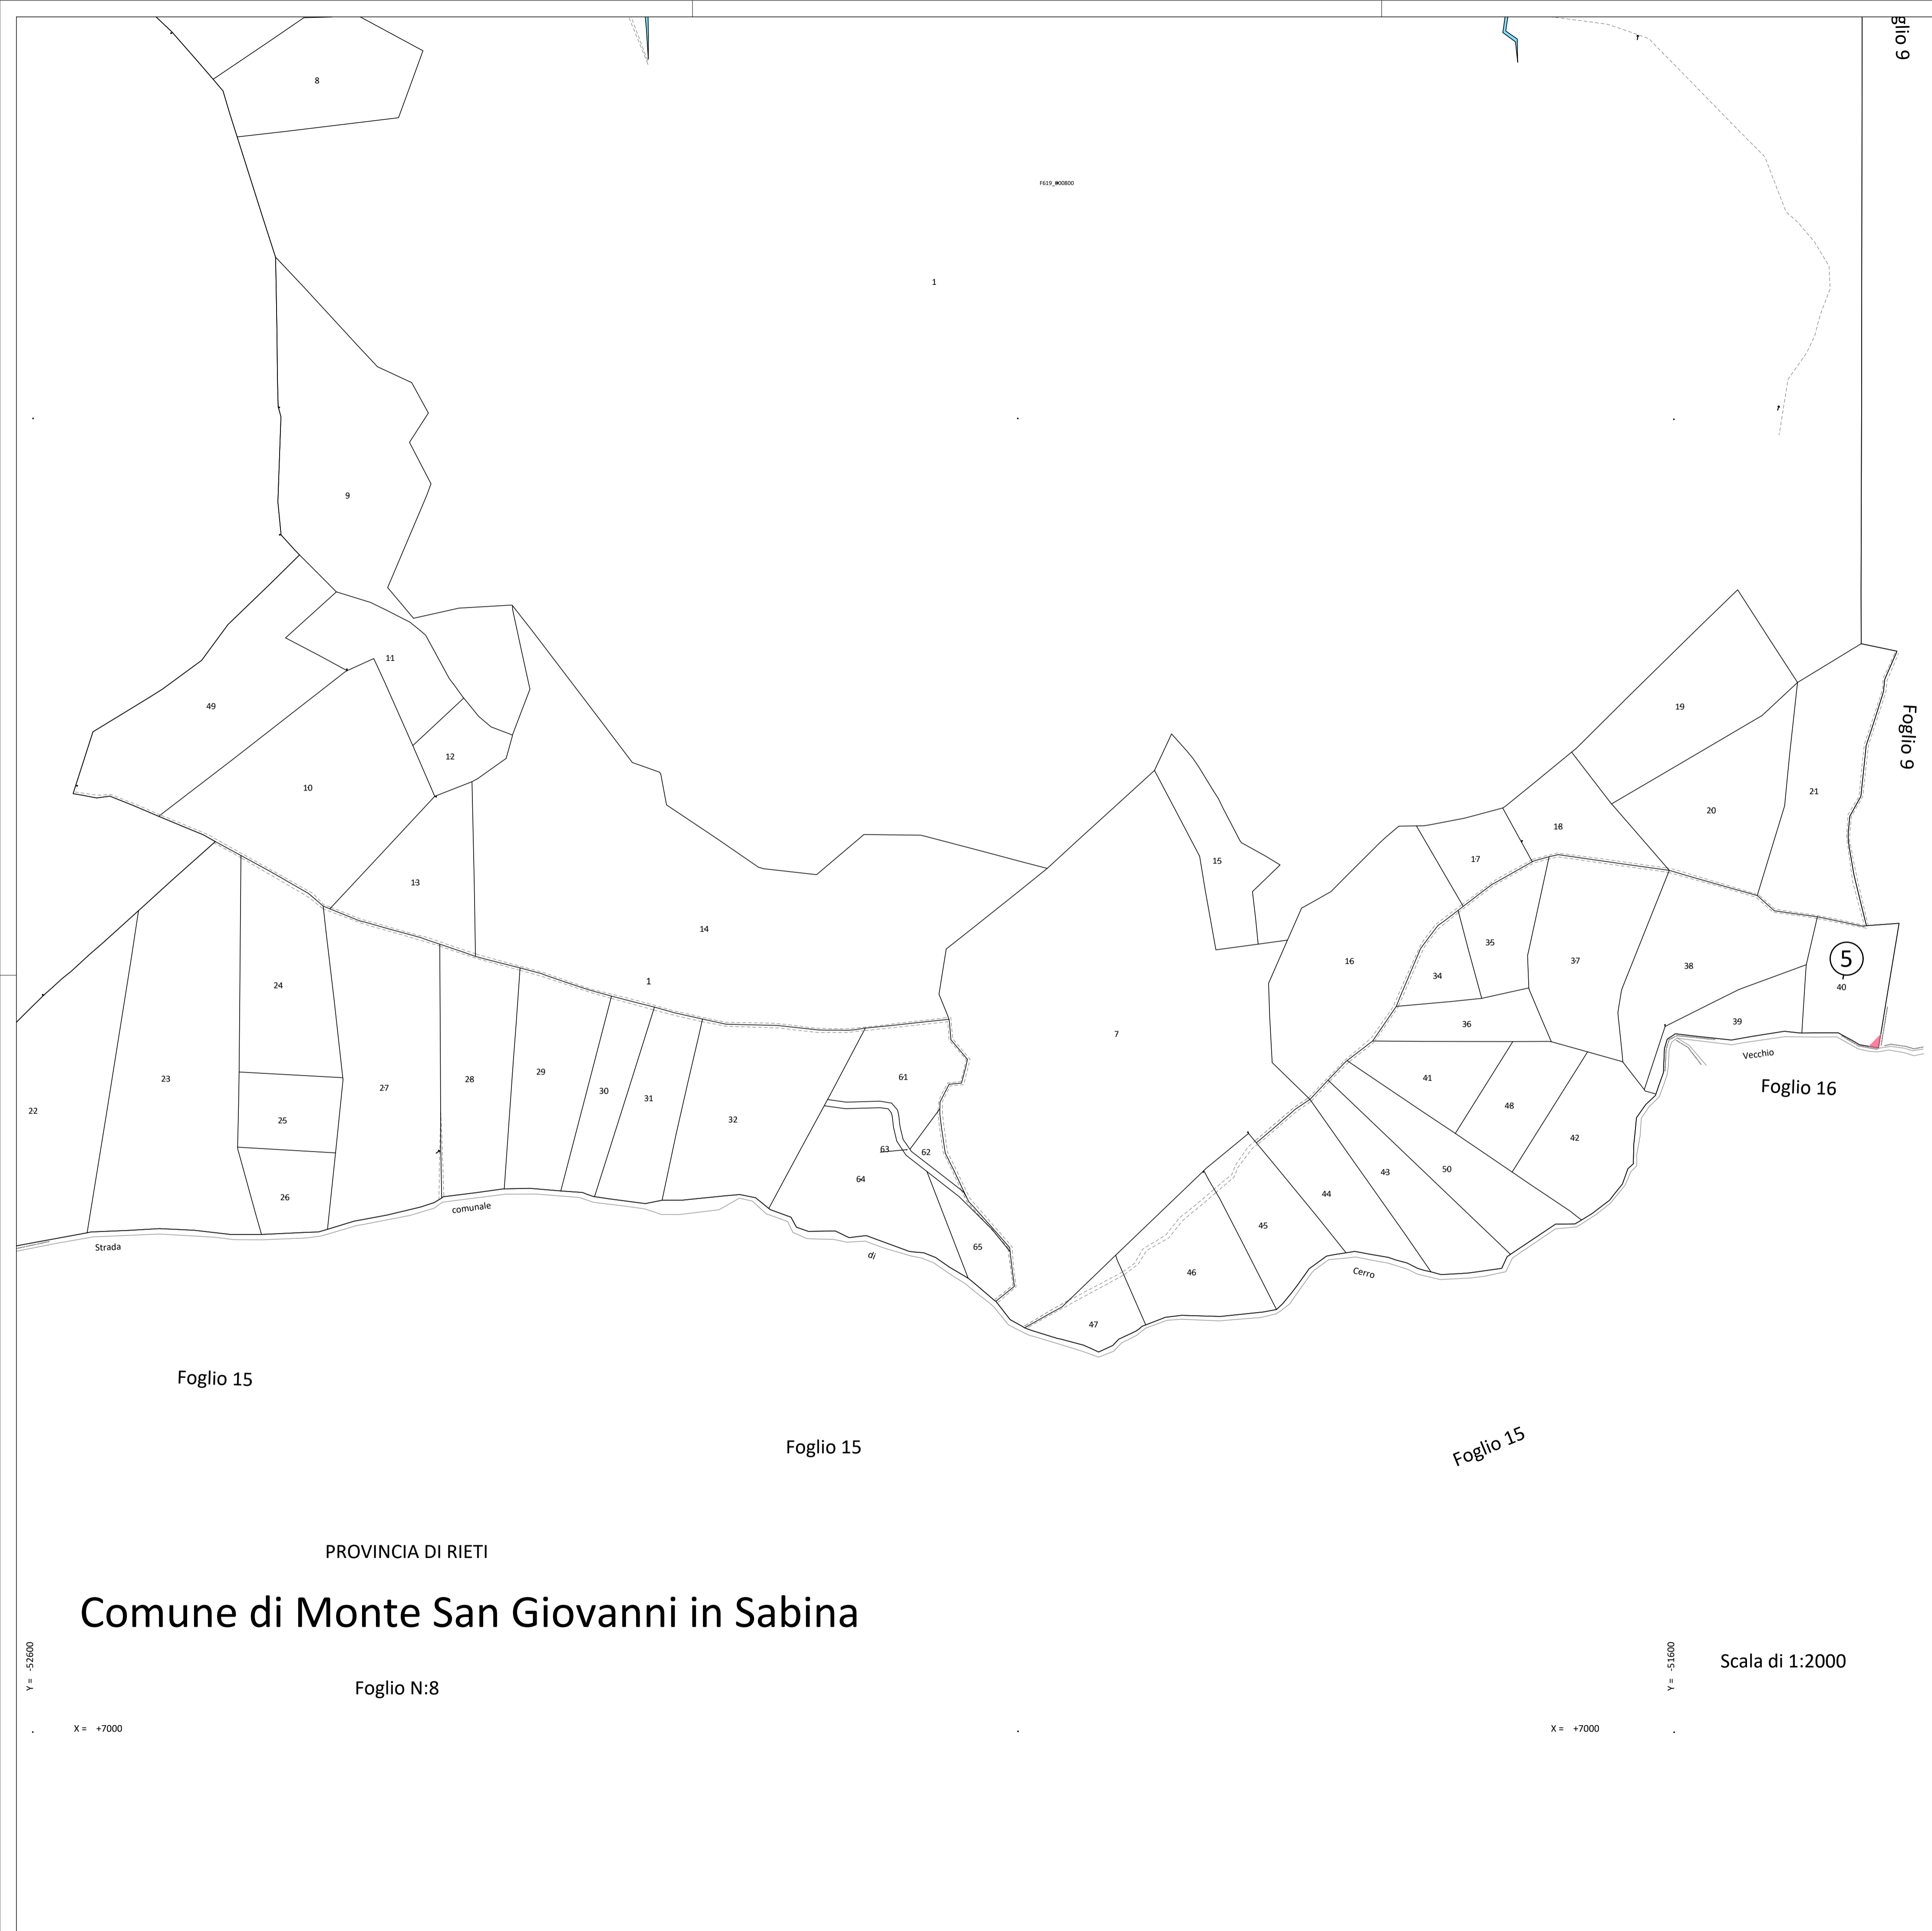 glio 9
8
F619_000800
1
9
11
49
12
10
19
Foglio 9
21
20
18
17
15
13
14
35
5
16
37
38
34
24
1
40
39
36
7
Vecchio
Foglio 16
23
27
28
29
61
41
30
31
48
22
25
32
42
63
62
64
50
43
26
44
comunale
45
Strada
65
di
46
Cerro
47
Foglio 15
Foglio 15
Foglio 15
PROVINCIA DI RIETI
Comune di Monte San Giovanni in Sabina
Y = -52600
Y = -51600
Scala di 1:2000
Foglio N:8
X = +7000
X = +7000